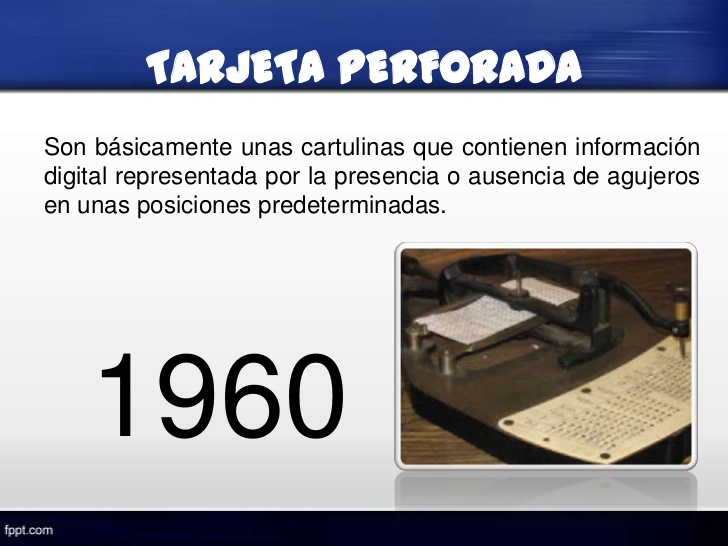 TARJETA PERFORADA
Son básicamente unas cartulinas que contienen información
digital representada por la presencia o ausencia de agujeros
en unas posiciones predeterminadas.
1960
fppt.com